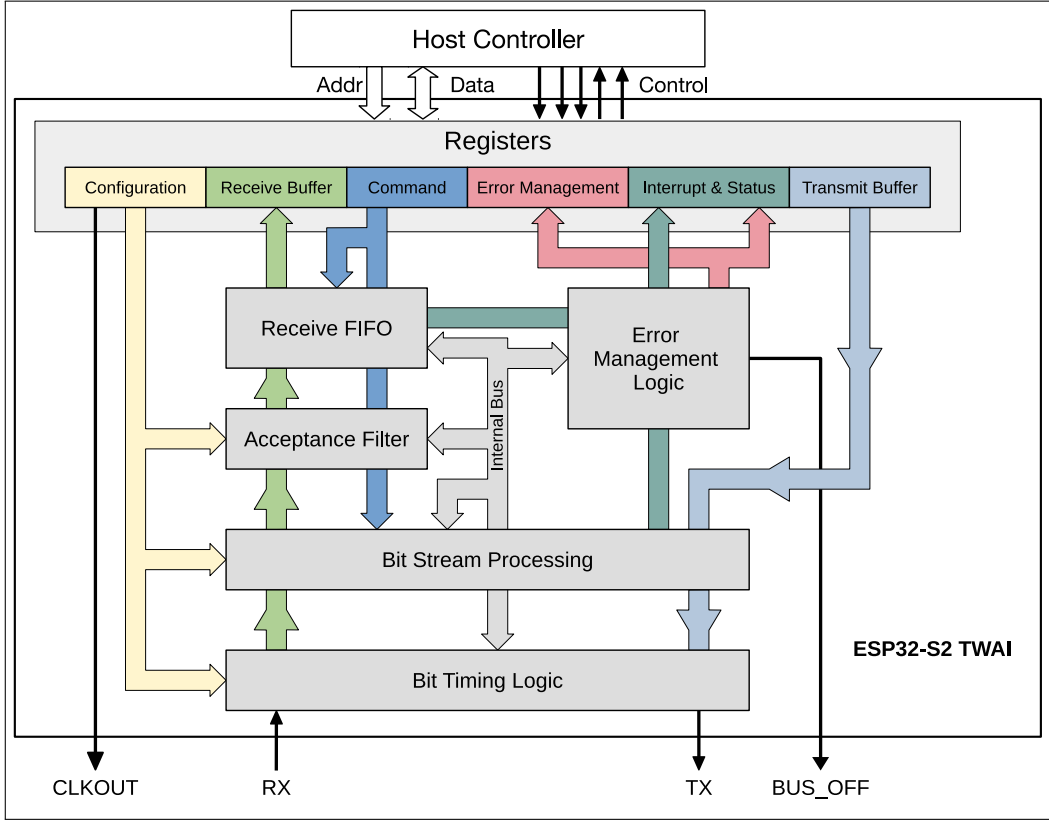 Host Controller
Addr
Data
Control
Registers
Configuration
Receive Buffer
Command
Error Management
Interrupt & Status
Transmit Buffer
Receive FIFO
Error
Management
Logic
Internal Bus
Acceptance Filter
Bit Stream Processing
ESP32-S2 TWAI
Bit Timing Logic
CLKOUT
RX
TX
BUS_OFF